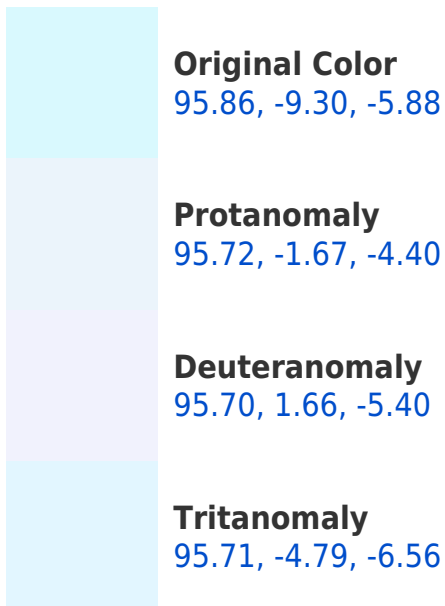 Original Color
95.86, -9.30, -5.88
Protanomaly
95.72, -1.67, -4.40
Deuteranomaly
95.70, 1.66, -5.40
Tritanomaly
95.71, -4.79, -6.56